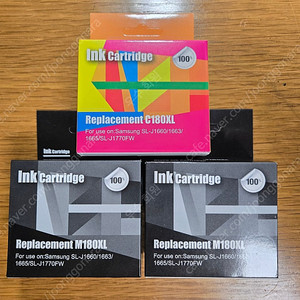 Ink Cartridge
100%
Replacement C180XL
For use on:Samsung SL-J1660/1663/
1665/SL-J1770FW
Ink Cartridge
Ink Cartridge
100%
Replacement M180XL
For use on:Samsung SL-J1660/1663/
1665/SL-J1770FW
Ink Cartridge
100%
Replacement M180XL
For use on:Samsung SL-J1660/1663/
1665/SL-J1770FW